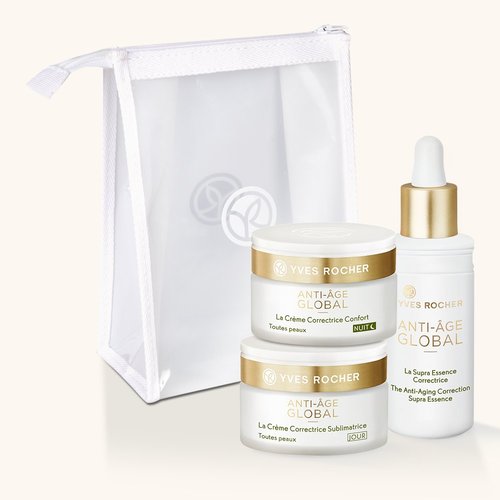 YVES ROCHER
ANTI-ÂGE
GLOBAL
La Crème Correctrice Confort
Toutes peaux
NUIT
YVES ROCHER
ANTI-ÂGE
GLOBAL
La Crème Correctrice Sublimatrice
Toutes peaux
JOUR
YVES ROCHER
ANTI-ÂGE
GLOBAL
La Supra Essence
Correctrice
The Anti-Aging Correction
Supra Essence